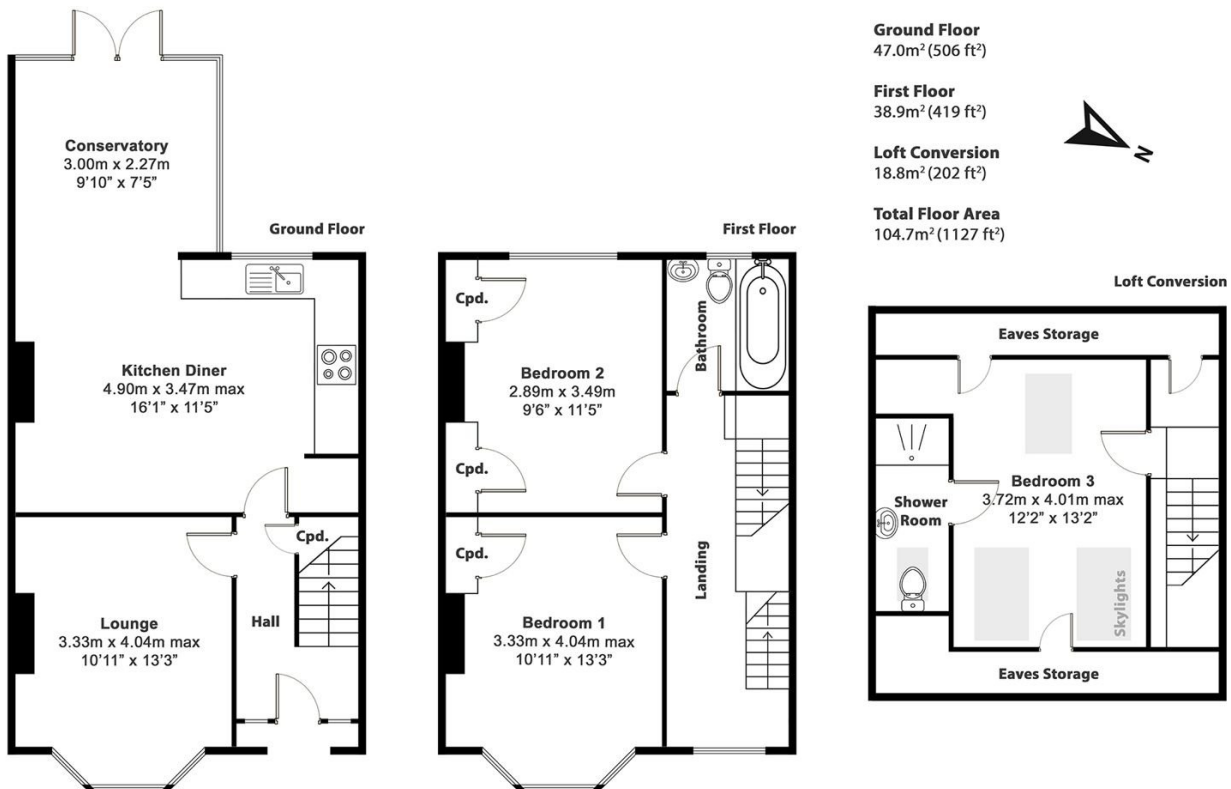 Ground Floor
47.0m² (506 ft²)
First Floor
38.9m² (419 ft²)
Loft Conversion
18.8m² (202 ft²)
Total Floor Area
104.7m² (1127 ft²)
N
Ground Floor
Conservatory
3.00m x 2.27m
9'10" x 7'5"
Kitchen Diner
4.90m x 3.47m max
16'1" x 11'5"
Cpd.
Hall
Lounge
3.33m x 4.04m max
10'11" x 13'3"
First Floor
Cpd.
Bathroom
Bedroom 2
2.89m x 3.49m
9'6" x 11'5"
Cpd.
Cpd.
Landing
Bedroom 1
3.33m x 4.04m max
10'11" x 13'3"
Loft Conversion
Eaves Storage
Bedroom 3
3.72m x 4.01m max
12'2" x 13'2"
Shower
Room
Skylights
Eaves Storage